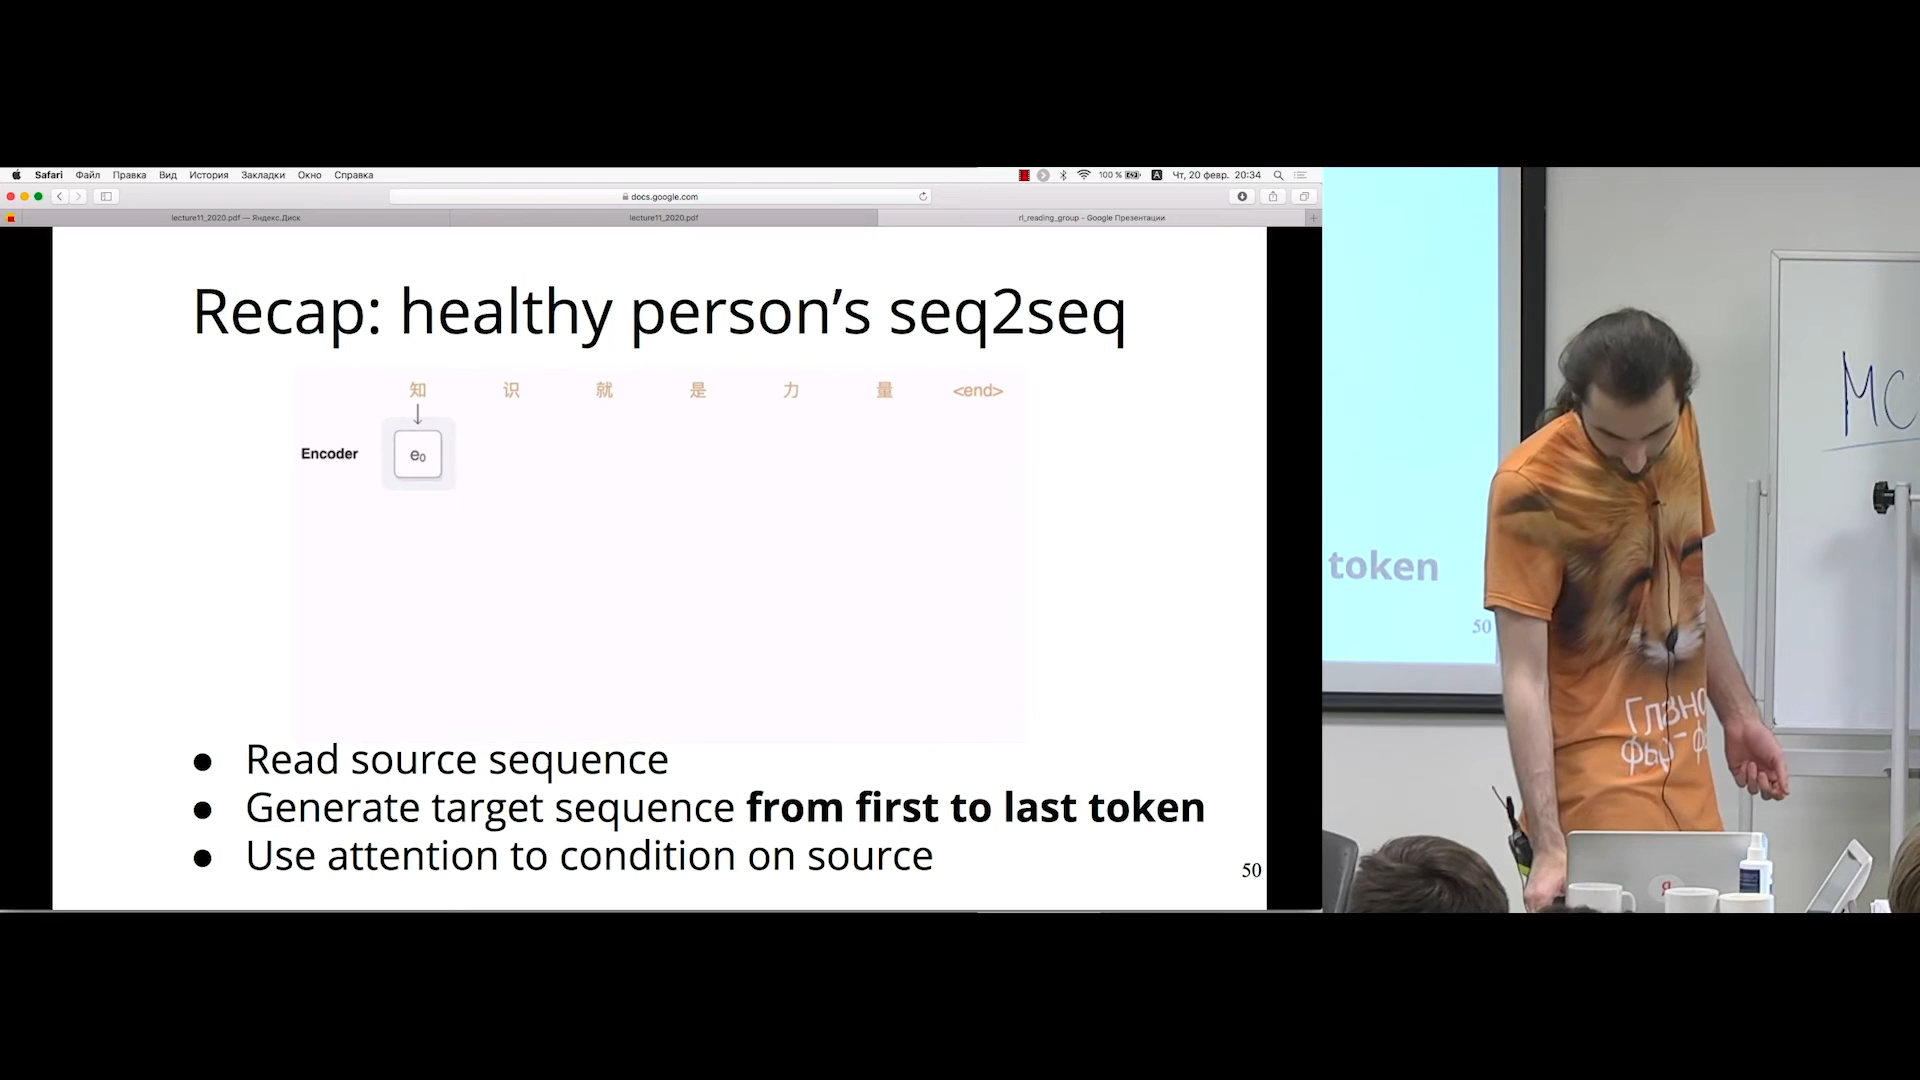 Safari Файл Правка Вид История Закладки Окно Справка
100 % Чт, 20 февр. 20:34
docs.google.com
lecture11_2020.pdf — Яндекс.Диск
lecture11_2020.pdf
rl_reading_group - Google Презентации
Recap: healthy person's seq2seq
知 识 就 是 力 量 <end>
Encoder
e₀
● Read source sequence
● Generate target sequence from first to last token
● Use attention to condition on source
50
token
50
MC
Я